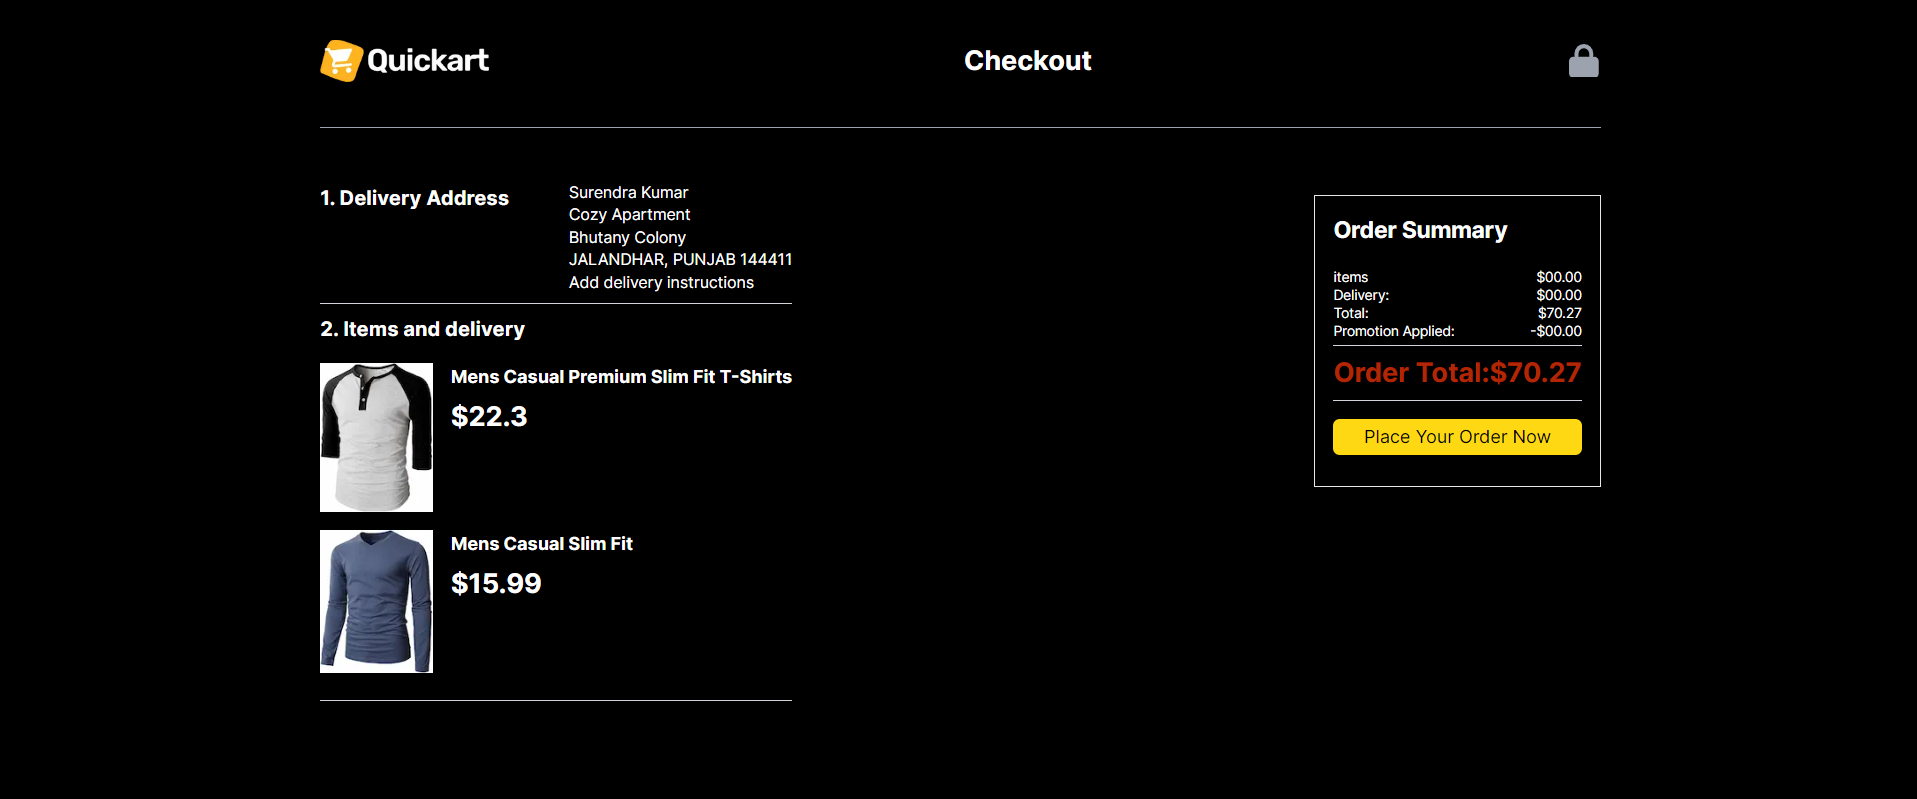 Quickart
Checkout
1. Delivery Address
Surendra Kumar
Cozy Apartment
Bhutany Colony
JALANDHAR, PUNJAB 144411
Add delivery instructions
2. Items and delivery
Mens Casual Premium Slim Fit T-Shirts
$22.3
Mens Casual Slim Fit
$15.99
Order Summary
items $00.00
Delivery: $00.00
Total: $70.27
Promotion Applied: -$00.00
Order Total:$70.27
Place Your Order Now